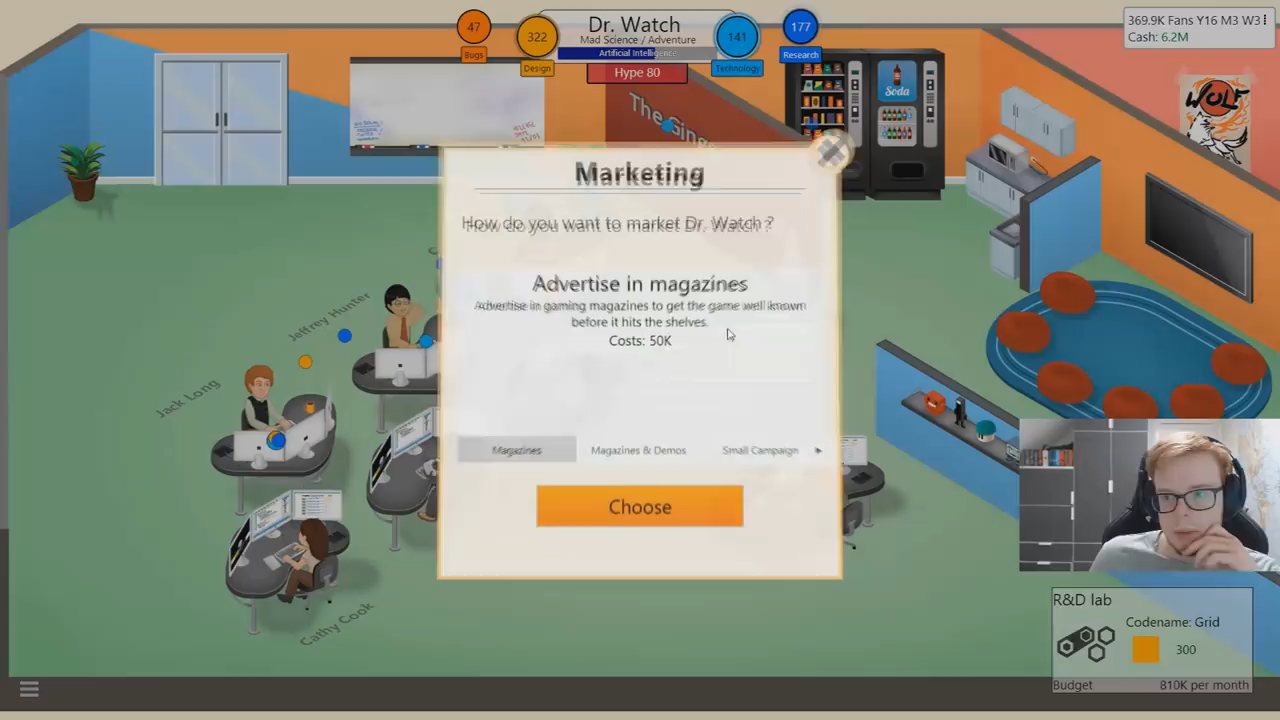 47
Bugs
322
Design
Dr. Watch
Mad Science / Adventure
Artificial Intelligence
Hype 80
141
Technology
177
Research
369.9K Fans Y16 M7 W3
Cash: 6.2M
Soda
WOLF
The Ging
Marketing
How do you want to market Dr. Watch ?
Advertise in magazines
Advertise in gaming magazines to get the game well known
before it hits the shelves.
Costs: 50K
Magazines
Magazines & Demos
Small Campaign
Choose
Jeffrey Hunter
Jack Long
Cathy Cook
R&D lab
Codename: Grid
300
Budget
810K per month